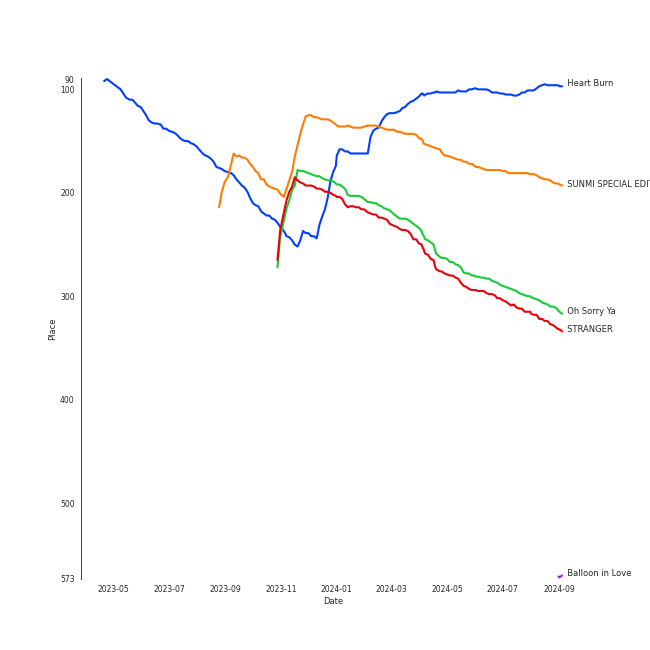 90
100
200
300
400
500
573
Place
2023-05
2023-07
2023-09
2023-11
2024-01
2024-03
2024-05
2024-07
2024-09
Date
Heart Burn
SUNMI SPECIAL EDI
Oh Sorry Ya
STRANGER
Balloon in Love